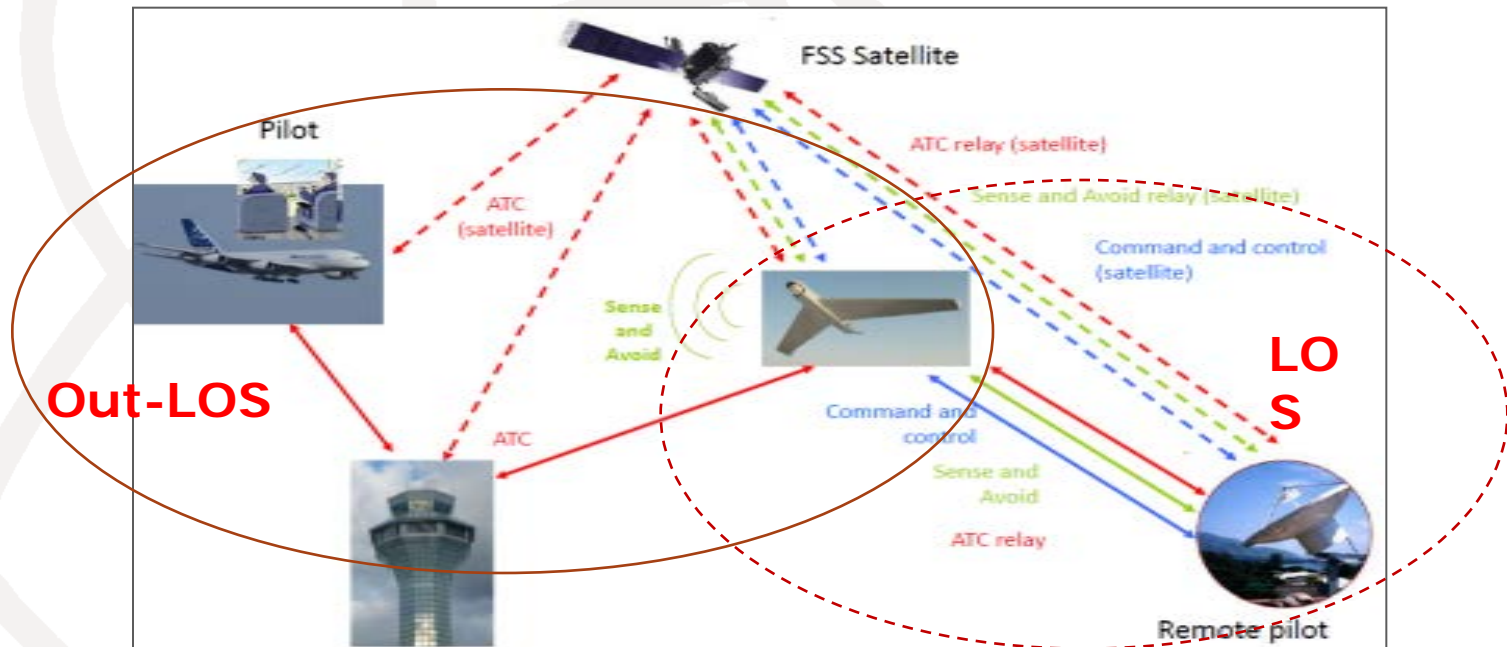 FSS Satellite
Pilot
ATC relay (satellite)
Sense and Avoid relay (satellite)
ATC
(satellite)
Command and control
(satellite)
Sense
and
Avoid
LO
S
Out-LOS
Command and
control
ATC
Sense and
Avoid
ATC relay
Remote pilot